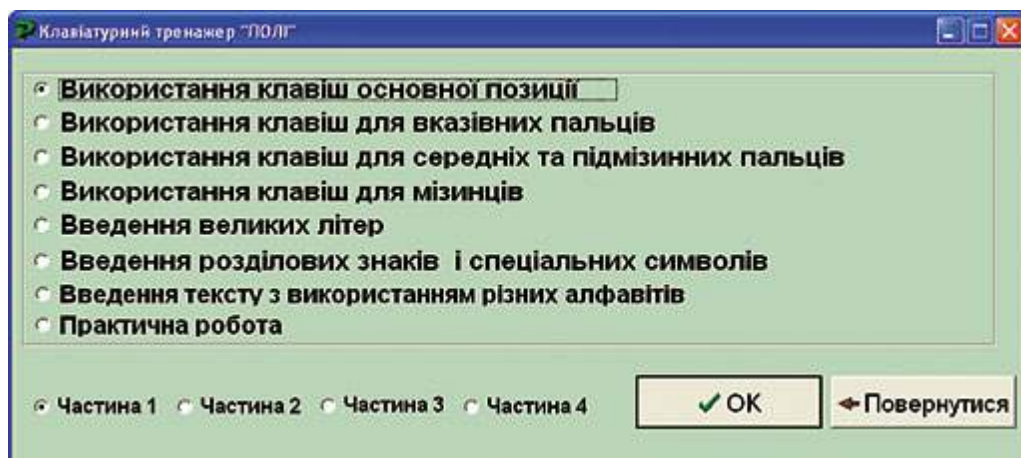 Клавіатурний тренажер "ПОЛІГ"
Використання клавіш основної позиції
Використання клавіш для вказівних пальців
Використання клавіш для середніх та підмізинних пальців
Використання клавіш для мізинців
Введення великих літер
Введення розділових знаків і спеціальних символів
Введення тексту з використанням різних алфавітів
Практична робота
Частина 1 Частина 2 Частина 3 Частина 4 OK Повернутися